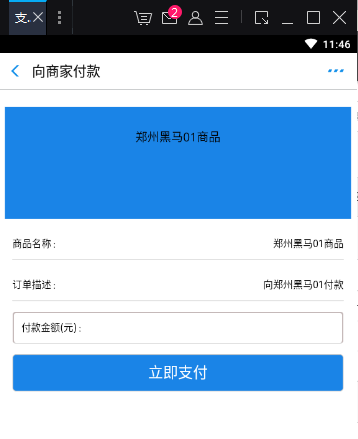 支..
2
11:46
向商家付款
郑州黑马01商品
商品名称： 郑州黑马01商品
订单描述： 向郑州黑马01付款
付款金额(元)：
立即支付